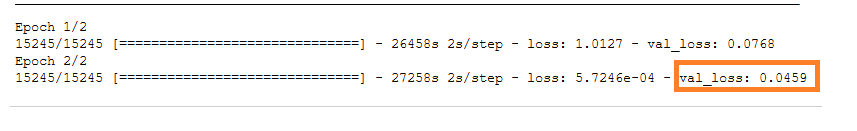 Epoch 1/2
15245/15245 [==============================] - 26458s 2s/step - loss: 1.0127 - val_loss: 0.0768
Epoch 2/2
15245/15245 [==============================] - 27258s 2s/step - loss: 5.7246e-04 - val_loss: 0.0459